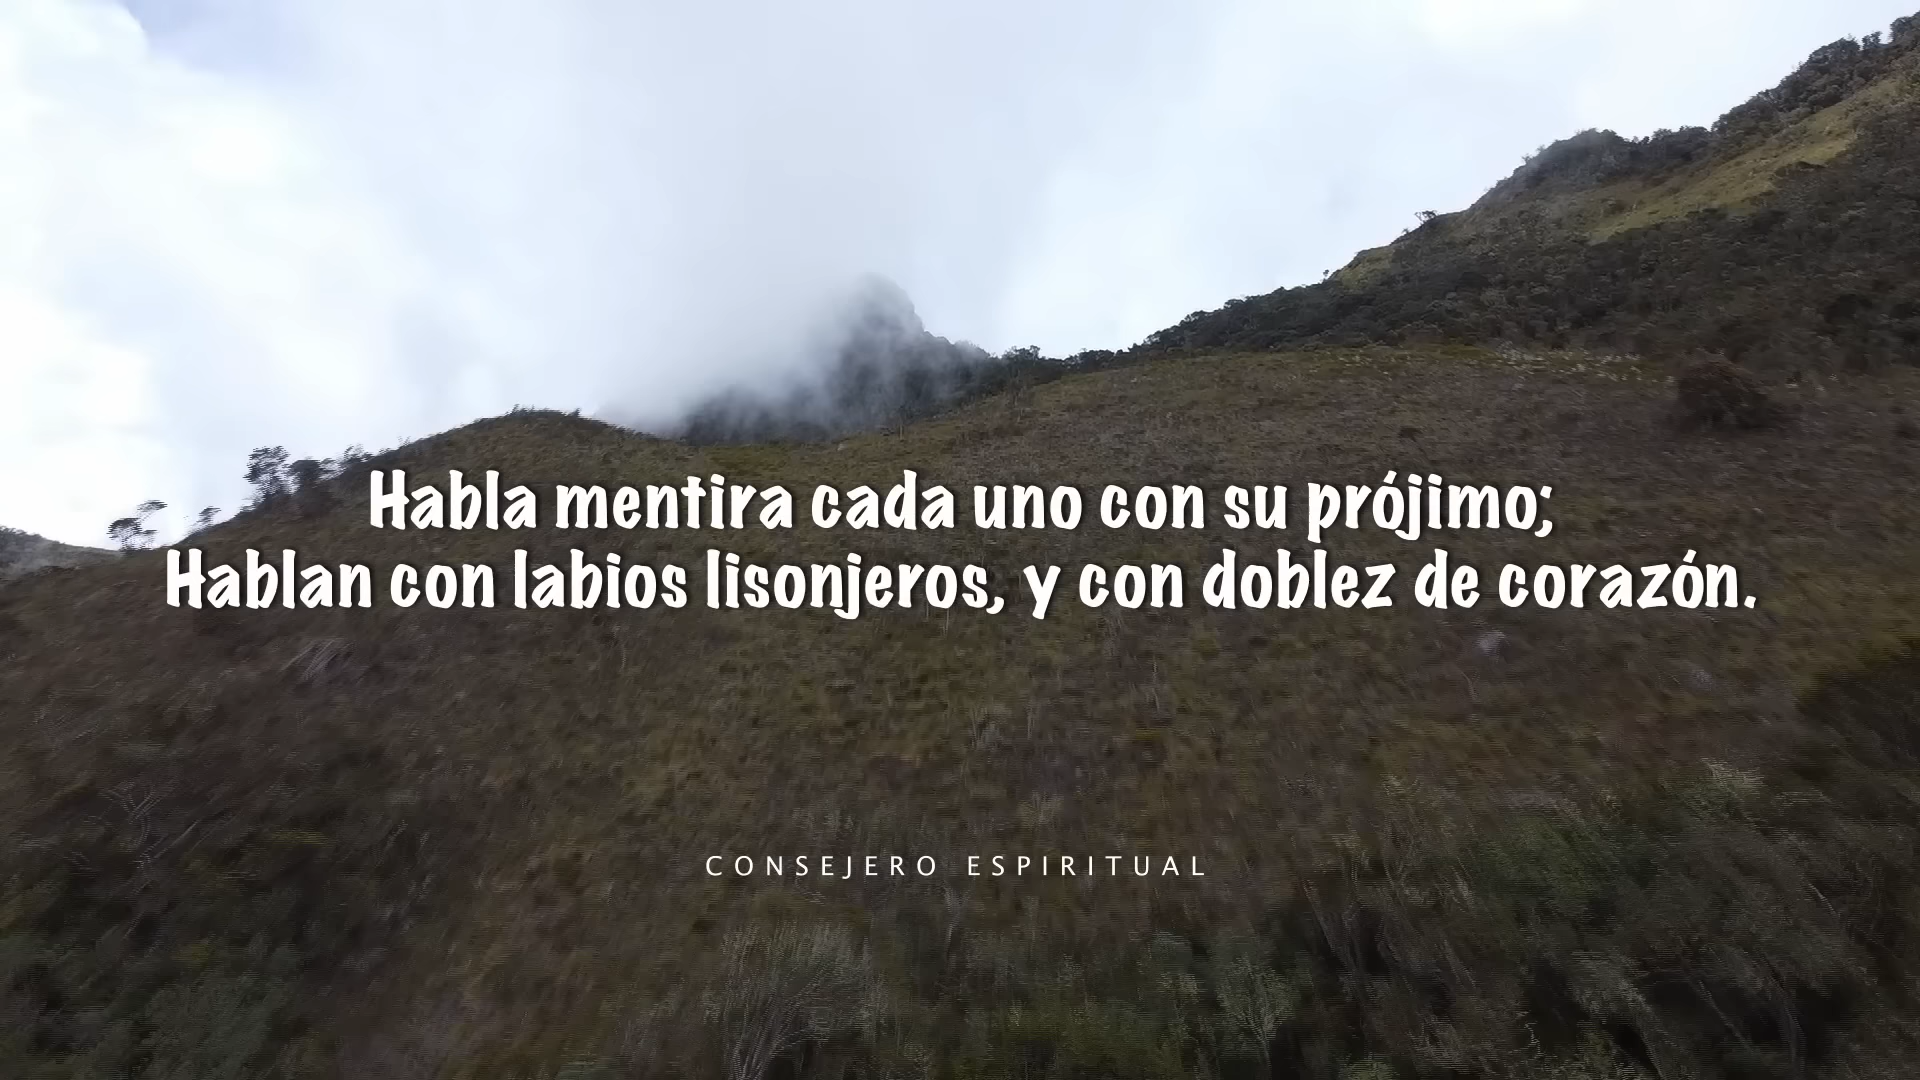 Habla mentira cada uno con su prójimo;
Hablan con labios lisonjeros, y con doblez de corazón.
CONSEJERO ESPIRITUAL